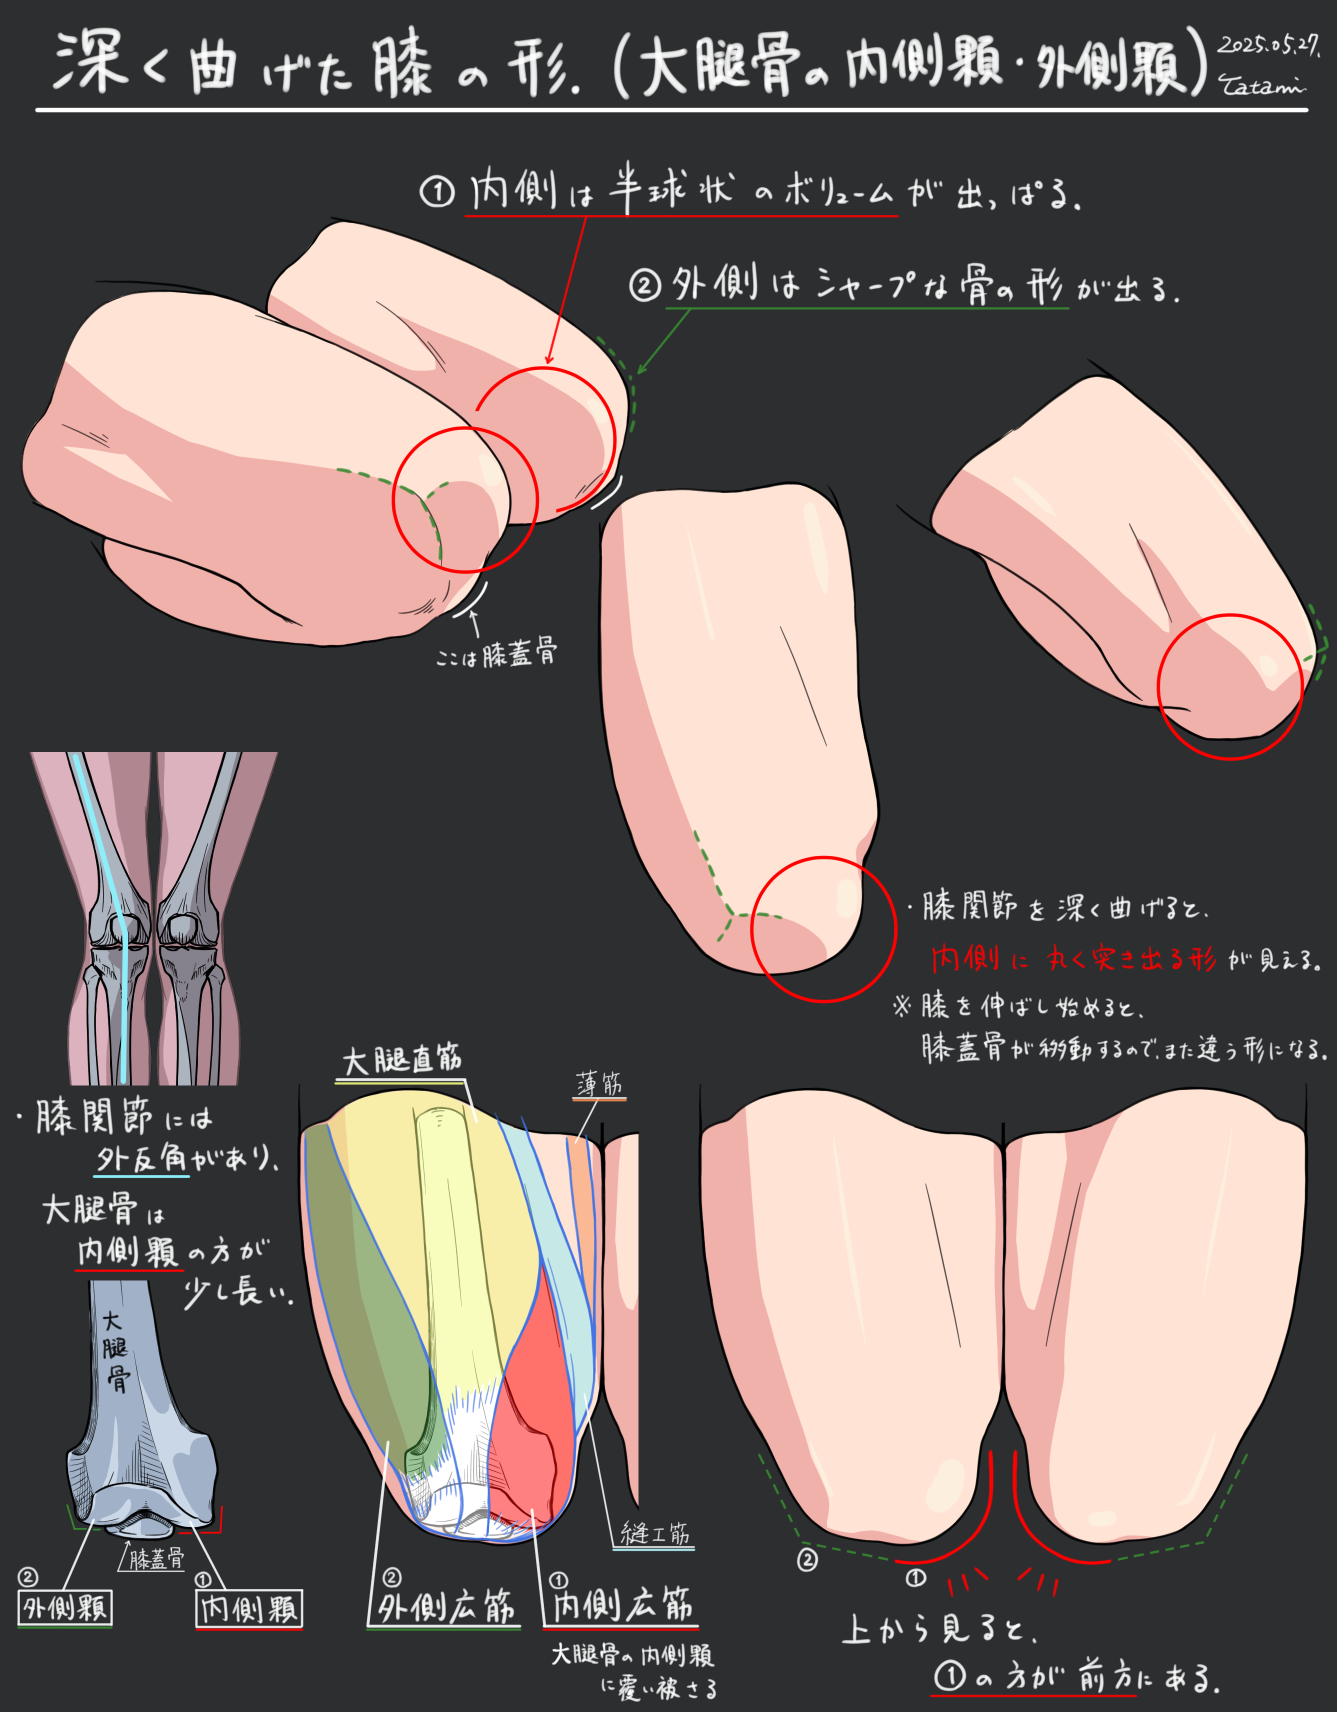 深く曲げた膝の形.(大腿骨の内側顆・外側顆)
2025.05.27.
Tatami
① 内側は半球状のボリュームが出っぱる.
② 外側はシャープな骨の形が出る.
ここは膝蓋骨
・膝関節を深く曲げると、
内側に丸く突き出る形が見える。
※膝を伸ばし始めると、
膝蓋骨が移動するので、また違う形になる.
・膝関節には
外反角があり、
大腿骨は
内側顆の方が
少し長い.
大腿骨
膝蓋骨
②
外側顆
①
内側顆
大腿直筋
薄筋
縫工筋
②
外側広筋
①
内側広筋
大腿骨の内側顆
に覆い被さる
②
①
上から見ると、
①の方が前方にある.